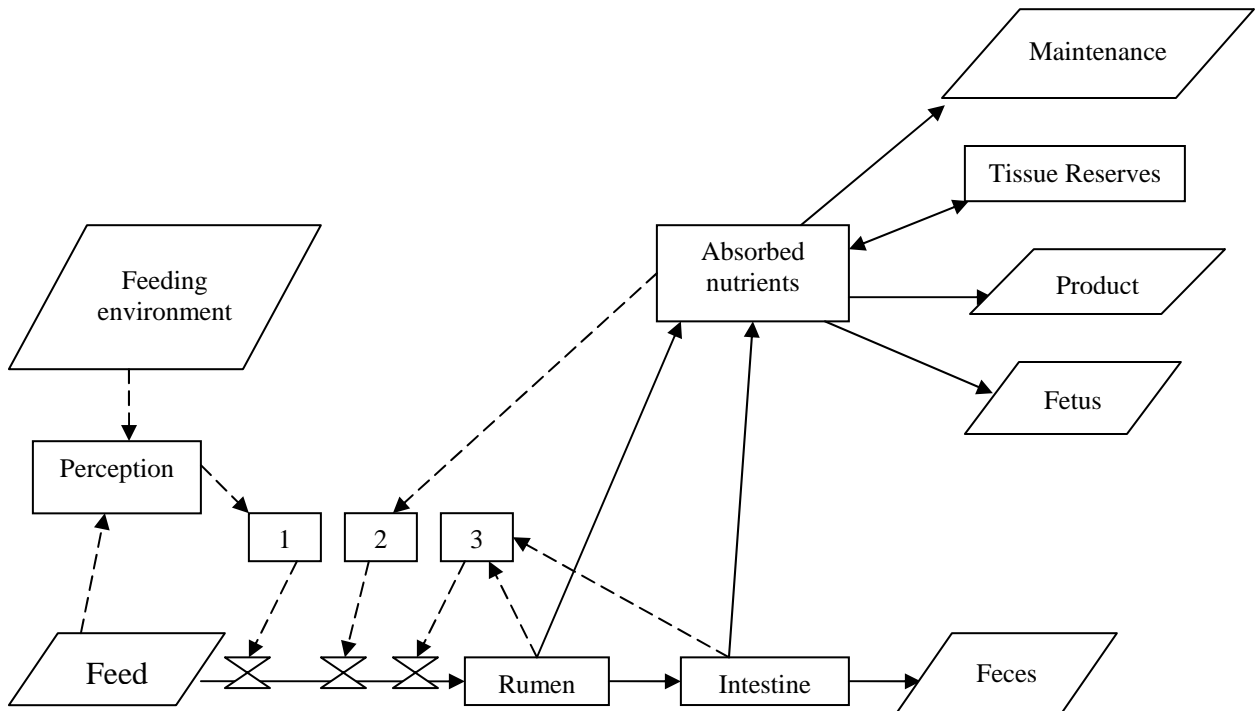 Maintenance
Tissue Reserves
Absorbed
nutrients
Feeding
environment
Product
Fetus
Perception
1
2
3
Feed
Rumen
Intestine
Feces